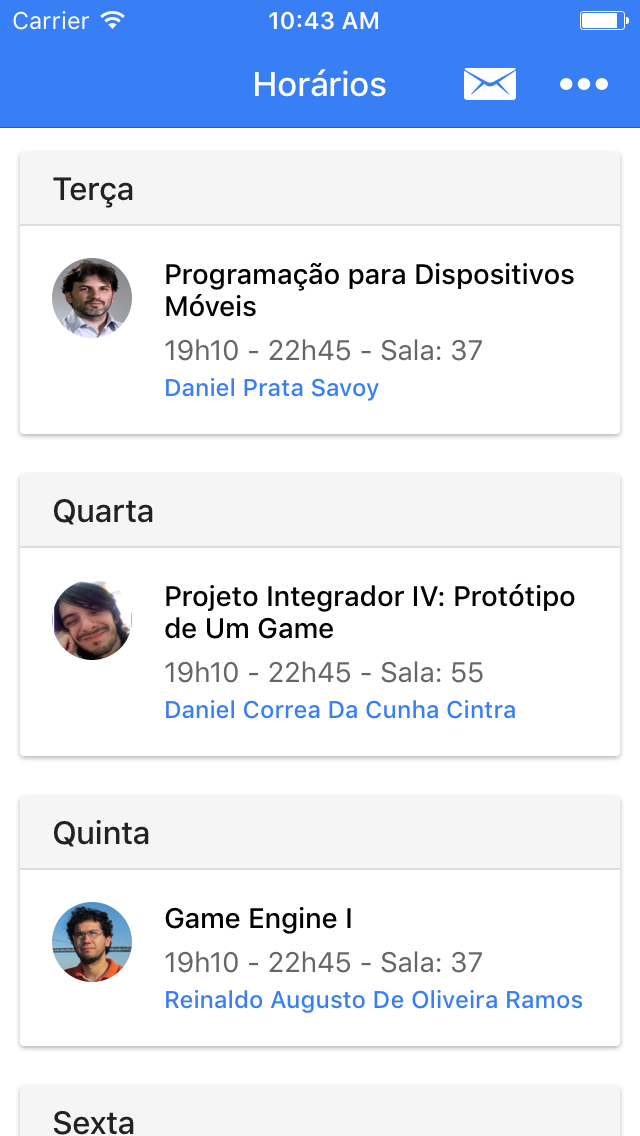 Carrier
10:43 AM
Horários
Terça
Programação para Dispositivos
Móveis
19h10 - 22h45 - Sala: 37
Daniel Prata Savoy
Quarta
Projeto Integrador IV: Protótipo
de Um Game
19h10 - 22h45 - Sala: 55
Daniel Correa Da Cunha Cintra
Quinta
Game Engine I
19h10 - 22h45 - Sala: 37
Reinaldo Augusto De Oliveira Ramos
Sexta